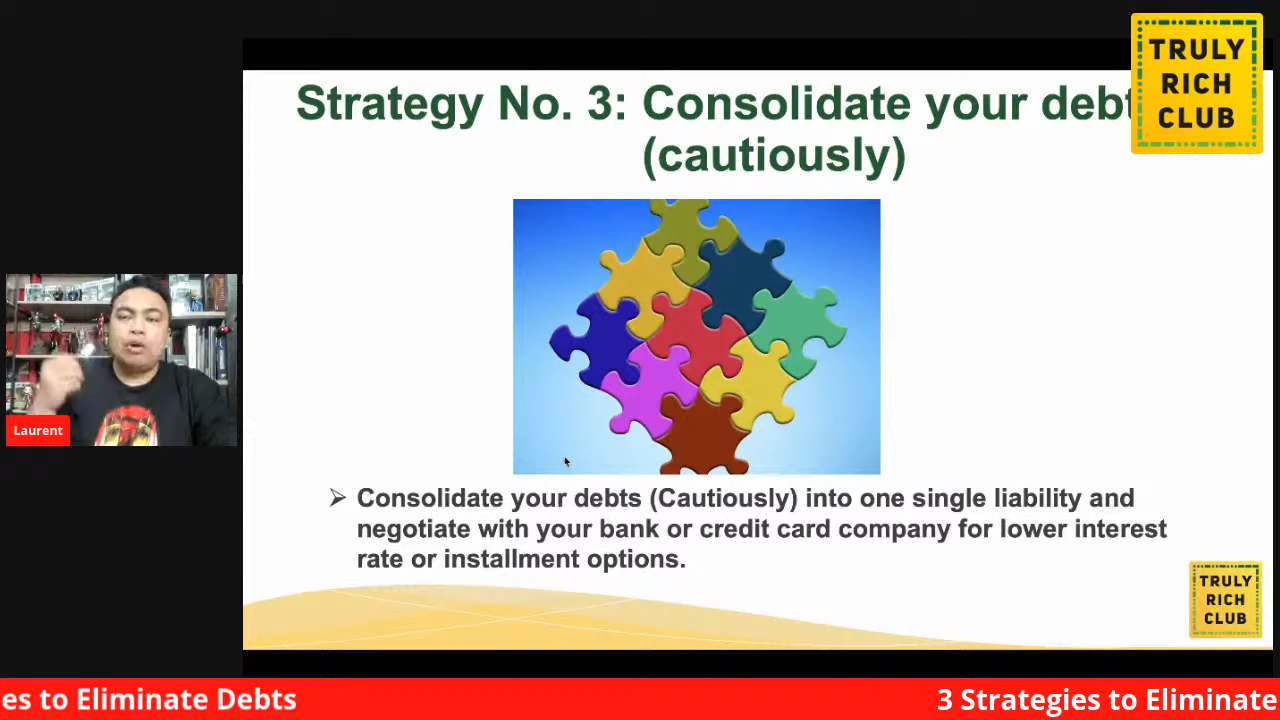 Strategy No. 3: Consolidate your debt
(cautiously)
TRULY
RICH
CLUB
Laurent
➢ Consolidate your debts (Cautiously) into one single liability and
negotiate with your bank or credit card company for lower interest
rate or installment options.
TRULY
RICH
CLUB
es to Eliminate Debts
3 Strategies to Eliminate